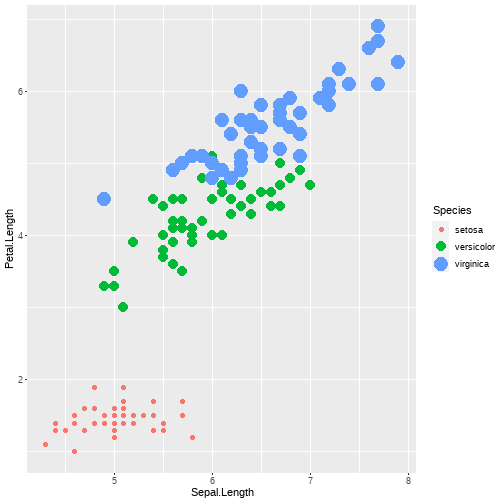 6
4
2
Petal.Length
5
6
7
8
Sepal.Length
Species
setosa
versicolor
virginica